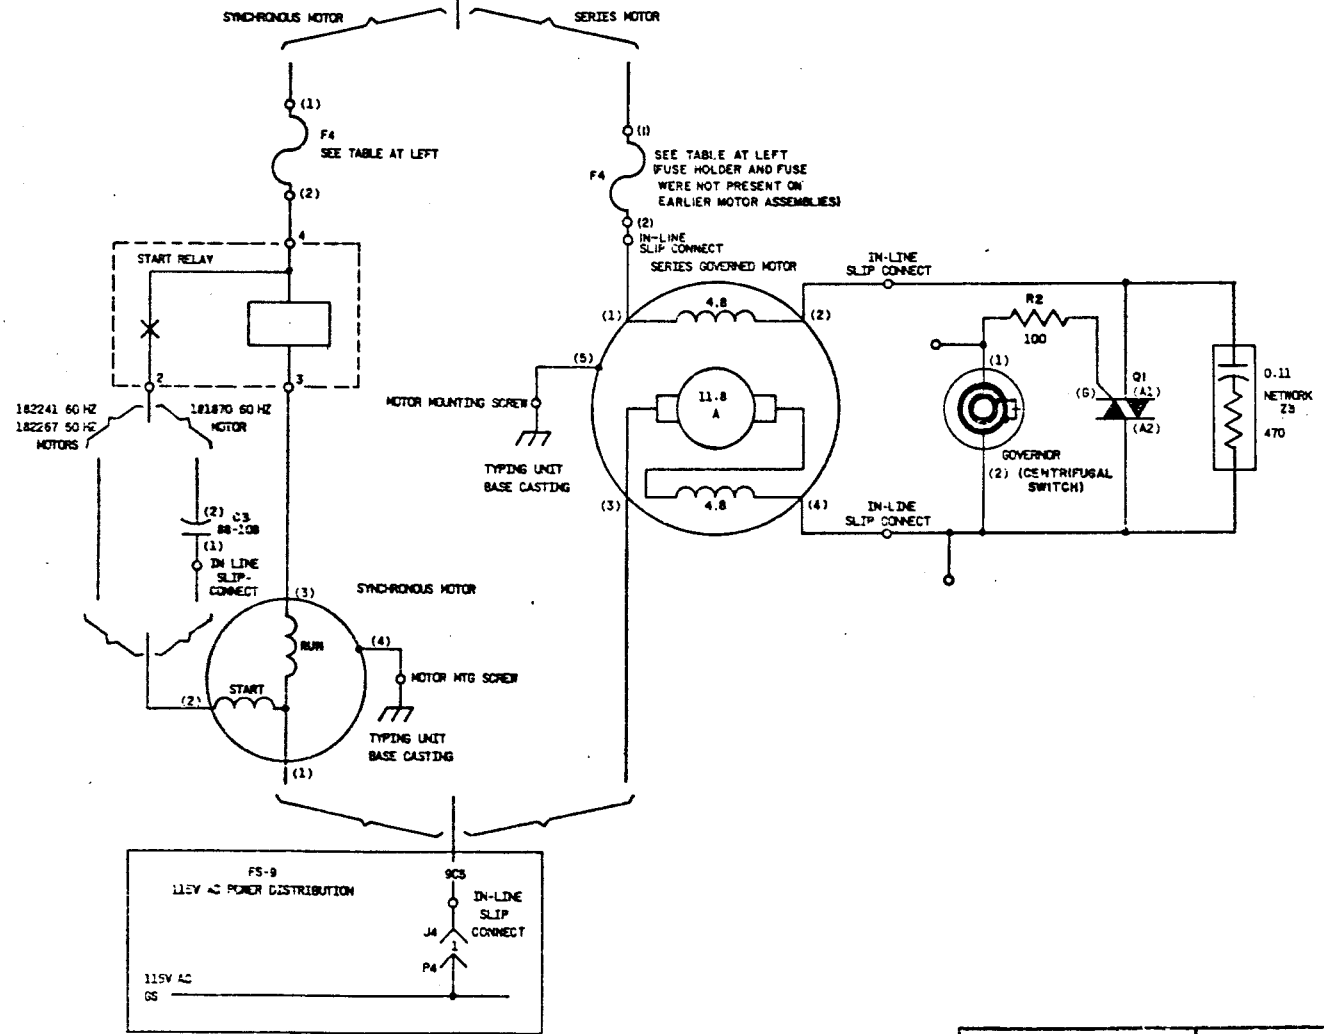 SYNCHRONOUS MOTOR
SERIES MOTOR
(1)
F4
SEE TABLE AT LEFT
(2)
(1)
F4
SEE TABLE AT LEFT
(FUSE HOLDER AND FUSE
WERE NOT PRESENT ON
EARLIER MOTOR ASSEMBLIES)
(2)
IN-LINE
SLIP CONNECT
4
START RELAY
2
3
182241 60 HZ
182267 50 HZ
MOTORS
181870 60 HZ
MOTOR
(2)
C3
(1)
IN LINE
SLIP-
CONNECT
SYNCHRONOUS MOTOR
(3)
RUN
START
(2)
(4)
MOTOR MTG SCREW
TYPING UNIT
BASE CASTING
(1)
SERIES GOVERNED MOTOR
(1)
4.8
(2)
(5)
MOTOR MOUNTING SCREW
TYPING UNIT
BASE CASTING
11.8
A
(3)
4.8
(4)
IN-LINE
SLIP CONNECT
R2
100
(1)
GOVERNOR
(2) (CENTRIFUGAL
SWITCH)
Q1
(G)
(A1)
(A2)
0.11
NETWORK
Z3
470
IN-LINE
SLIP CONNECT
FS-9
115V AC POWER DISTRIBUTION
9C5
IN-LINE
SLIP
CONNECT
J4
1
P4
115V AC
GS